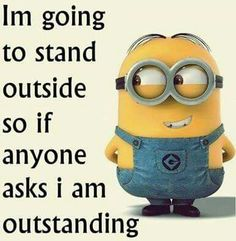 Im going
to stand
outside
so if
anyone
asks i am
outstanding